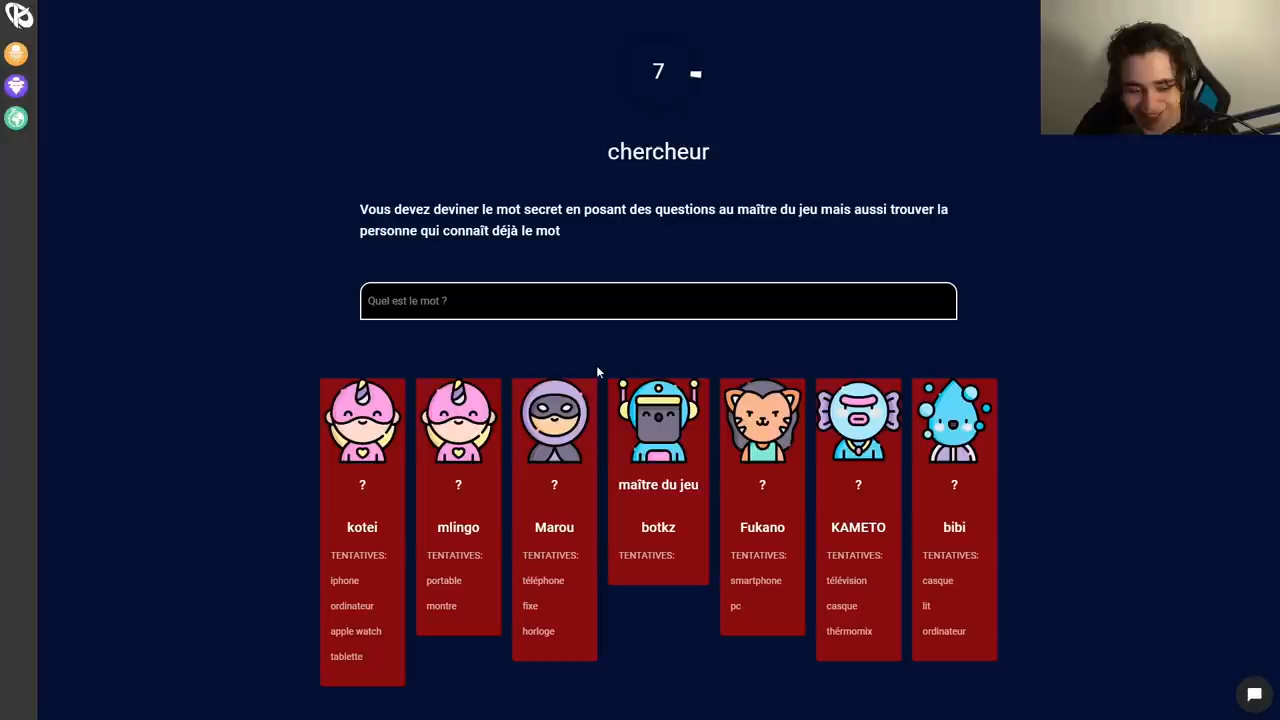 7
chercheur
Vous devez deviner le mot secret en posant des questions au maître du jeu mais aussi trouver la
personne qui connaît déjà le mot
Quel est le mot ?
? ? ? maître du jeu ? ? ?
kotei mlingo Marou botkz Fukano KAMETO bibi
TENTATIVES: TENTATIVES: TENTATIVES: TENTATIVES: TENTATIVES: TENTATIVES: TENTATIVES:
iphone portable téléphone smartphone télévision casque
ordinateur montre fixe pc casque lit
apple watch horloge thérmomix ordinateur
tablette